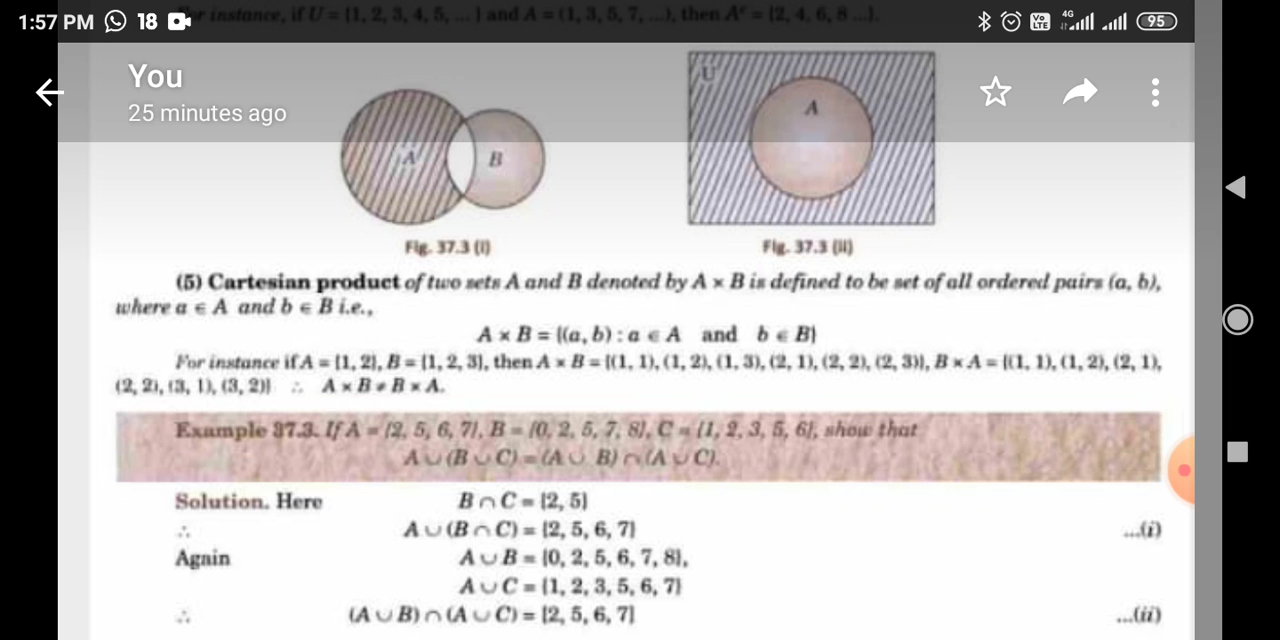 1:57 PM 18 Vo LTE 4G 95
For instance, if U = {1, 2, 3, 4, 5, ... } and A = (1, 3, 5, 7, ...), then Aᶜ = {2, 4, 6, 8 ...}.
You
25 minutes ago
A B
U A
Fig. 37.3 (i) Fig. 37.3 (ii)
(5) Cartesian product of two sets A and B denoted by A × B is defined to be set of all ordered pairs (a, b),
where a ∈ A and b ∈ B i.e.,
A × B = {(a, b) : a ∈ A and b ∈ B}
For instance if A = {1, 2}, B = {1, 2, 3}, then A × B = {(1, 1), (1, 2), (1, 3), (2, 1), (2, 2), (2, 3)}, B × A = {(1, 1), (1, 2), (2, 1),
(2, 2), (3, 1), (3, 2)} ∴ A × B ≠ B × A.
Example 37.3. If A = {2, 5, 6, 7}, B = {0, 2, 5, 7, 8}, C = {1, 2, 3, 5, 6}, show that
A ∪ (B ∪ C) = (A ∪ B) ∩ (A ∪ C).
Solution. Here B ∩ C = {2, 5}
∴ A ∪ (B ∩ C) = {2, 5, 6, 7} ...(i)
Again A ∪ B = {0, 2, 5, 6, 7, 8},
A ∪ C = {1, 2, 3, 5, 6, 7}
∴ (A ∪ B) ∩ (A ∪ C) = {2, 5, 6, 7} ...(ii)